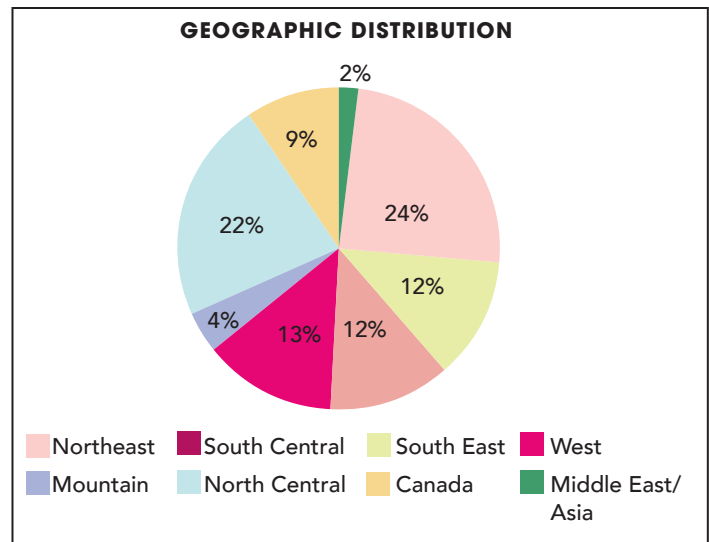 GEOGRAPHIC DISTRIBUTION
2%
9%
24%
22%
12%
4%
13%
12%
Northeast
South Central
South East
West
Mountain
North Central
Canada
Middle East/
Asia